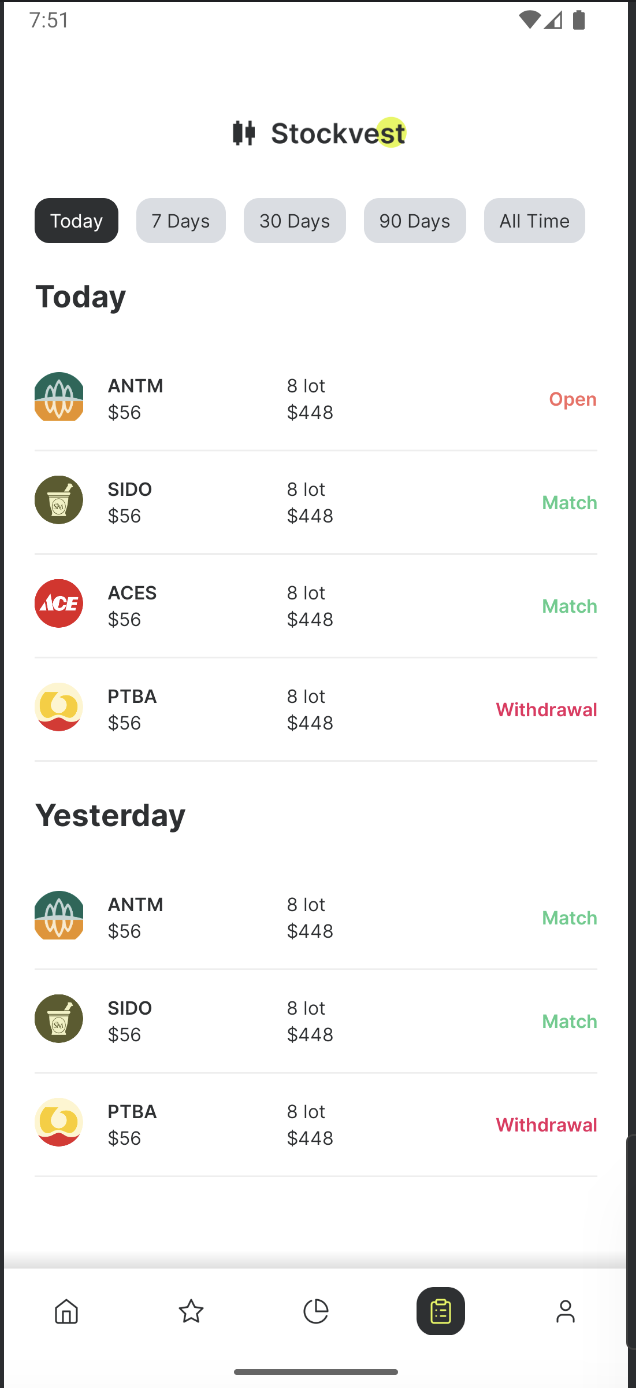 7:51
Stockvest
Today 7 Days 30 Days 90 Days All Time
Today
ANTM 8 lot
$56 $448
Open
SIDO 8 lot
$56 $448
Match
ACE
ACES 8 lot
$56 $448
Match
PTBA 8 lot
$56 $448
Withdrawal
Yesterday
ANTM 8 lot
$56 $448
Match
SIDO 8 lot
$56 $448
Match
PTBA 8 lot
$56 $448
Withdrawal